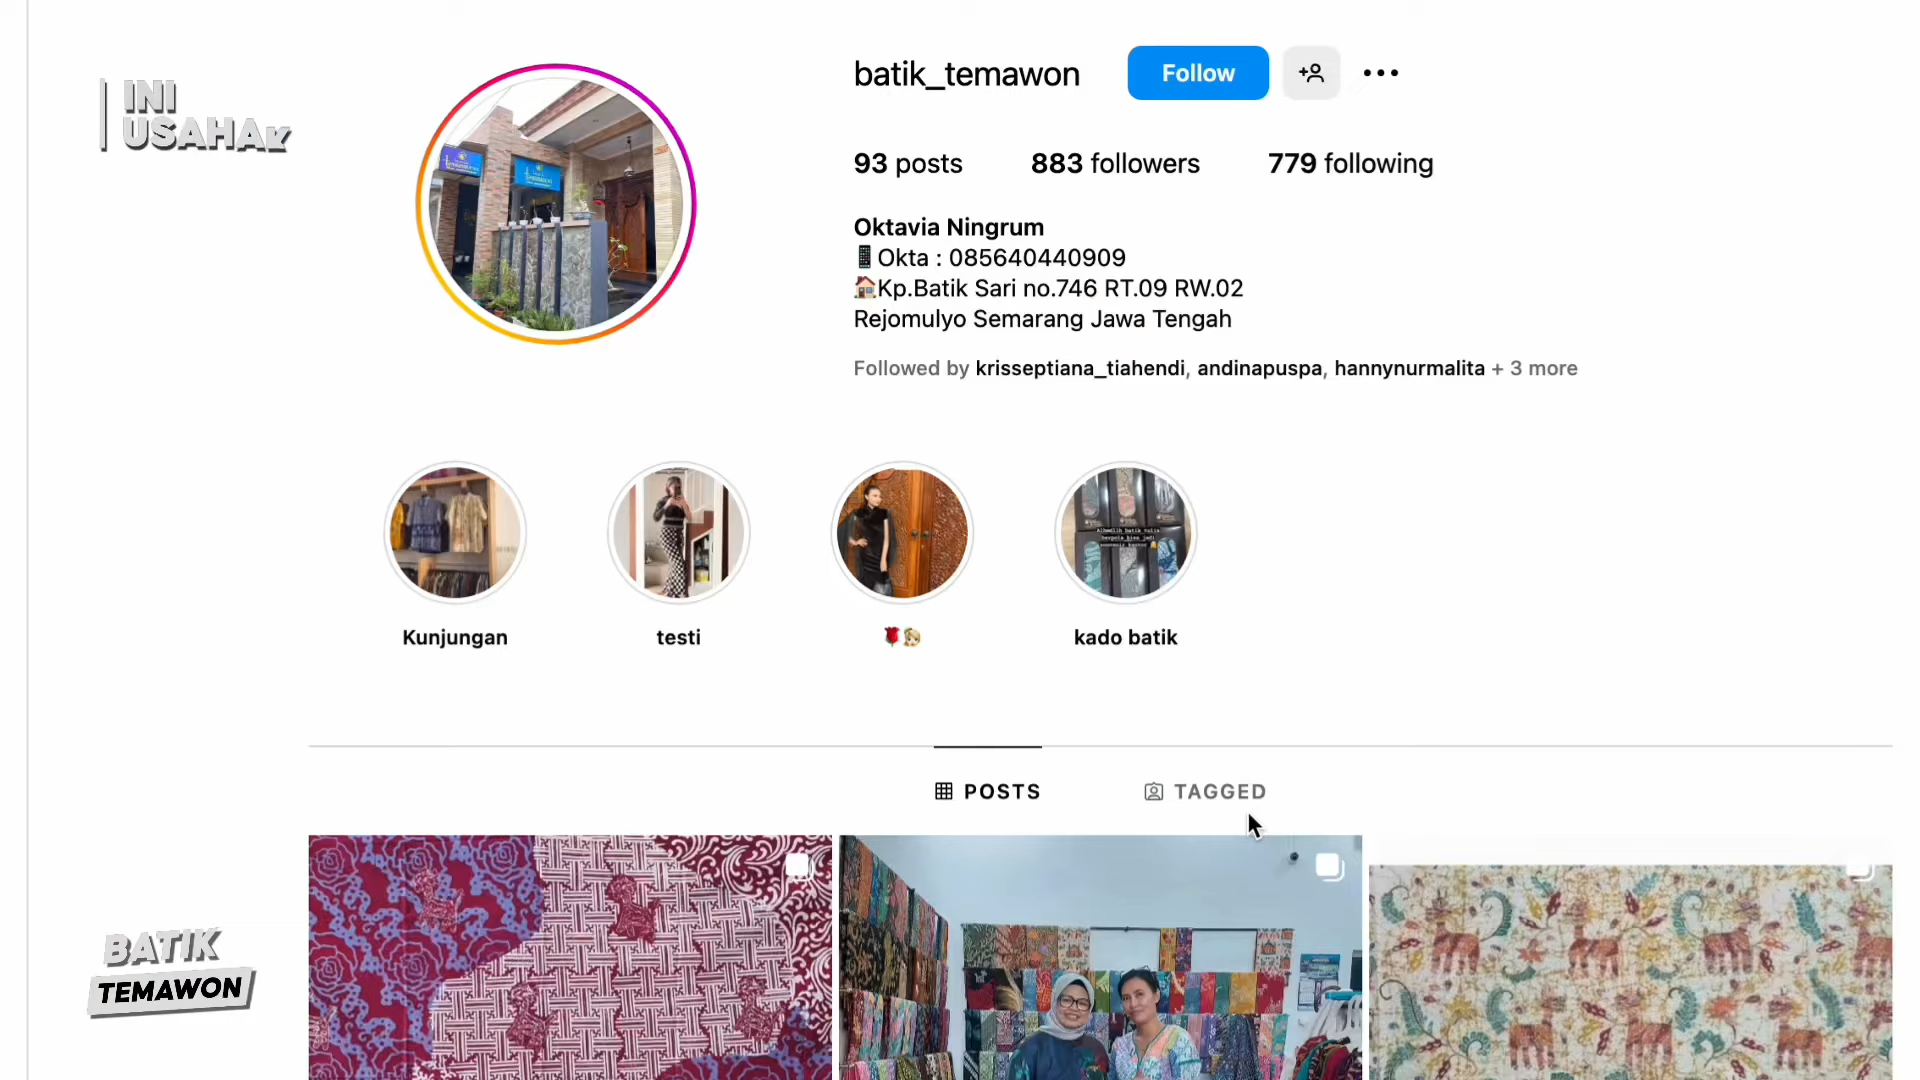 INI
USAHAK
batik_temawon
Follow
93 posts 883 followers 779 following
Oktavia Ningrum
📱Okta : 085640440909
🏠Kp.Batik Sari no.746 RT.09 RW.02
Rejomulyo Semarang Jawa Tengah
Followed by krisseptiana_tiahendi, andinapuspa, hannynurmalita + 3 more
Kunjungan
testi
🌹👸🏼
kado batik
POSTS
TAGGED
BATIK
TEMAWON